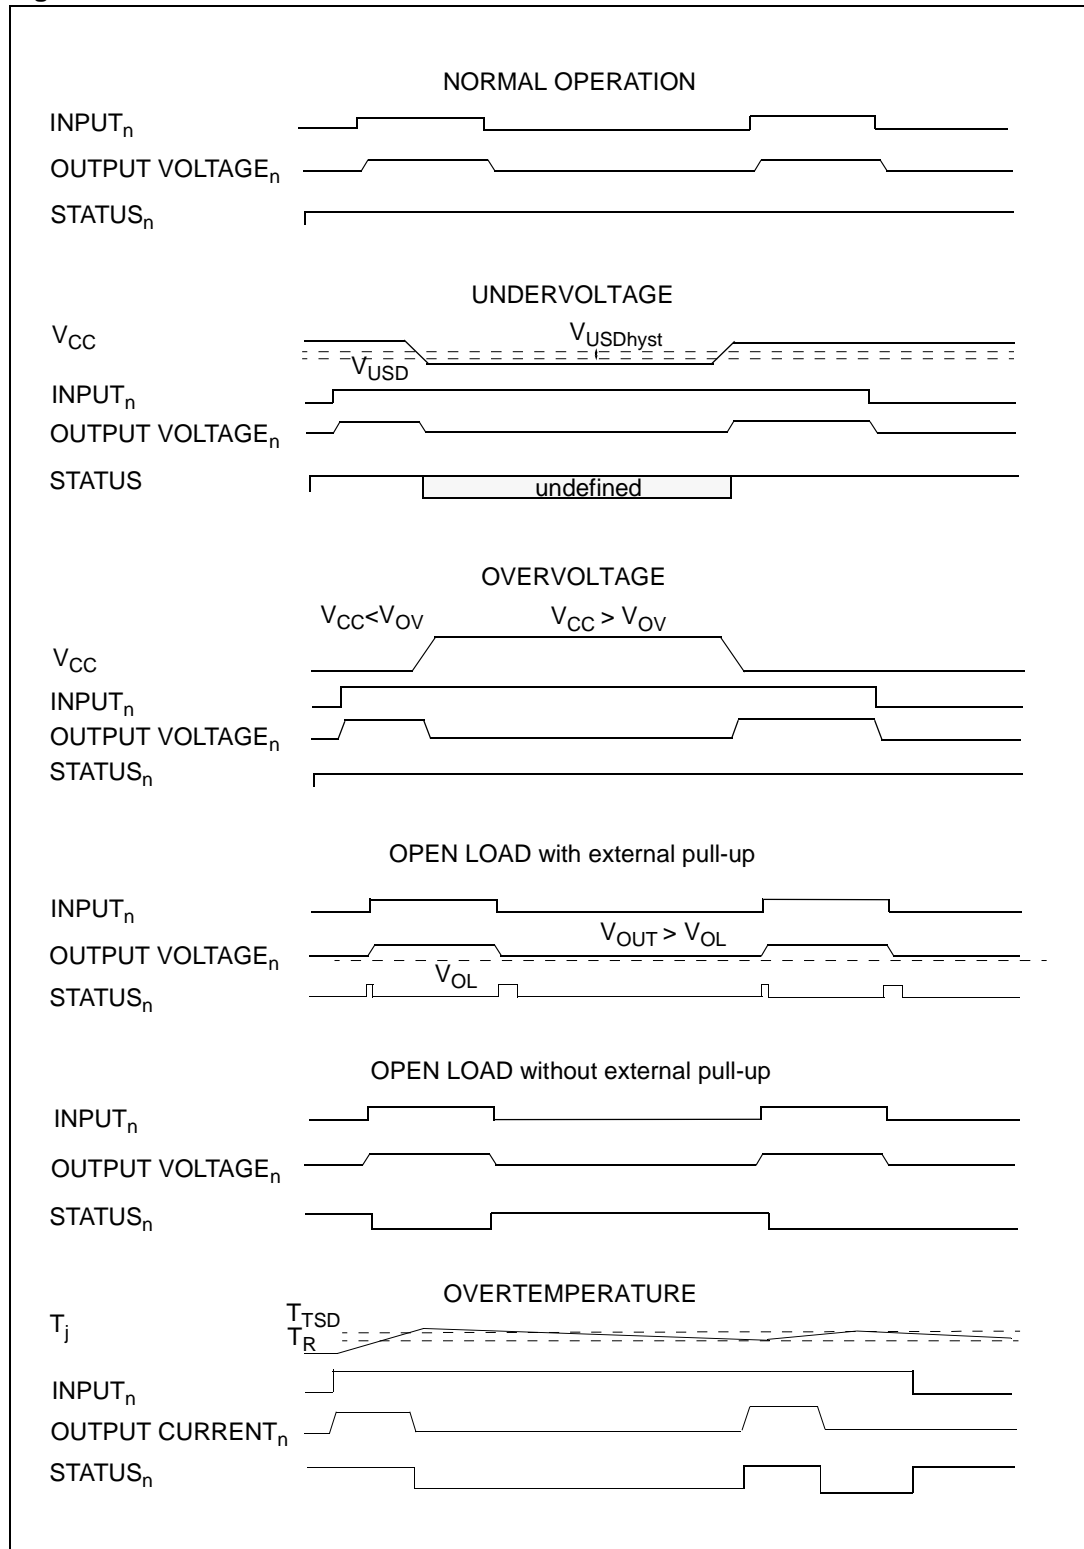 NORMAL OPERATION
INPUTn
OUTPUT VOLTAGEn
STATUSn
UNDERVOLTAGE
VCC
VUSDhyst
VUSD
INPUTn
OUTPUT VOLTAGEn
STATUS
undefined
OVERVOLTAGE
VCC<VOV
VCC > VOV
VCC
INPUTn
OUTPUT VOLTAGEn
STATUSn
OPEN LOAD with external pull-up
INPUTn
VOUT > VOL
OUTPUT VOLTAGEn
VOL
STATUSn
OPEN LOAD without external pull-up
INPUTn
OUTPUT VOLTAGEn
STATUSn
OVERTEMPERATURE
Tj
TTSD
TR
INPUTn
OUTPUT CURRENTn
STATUSn